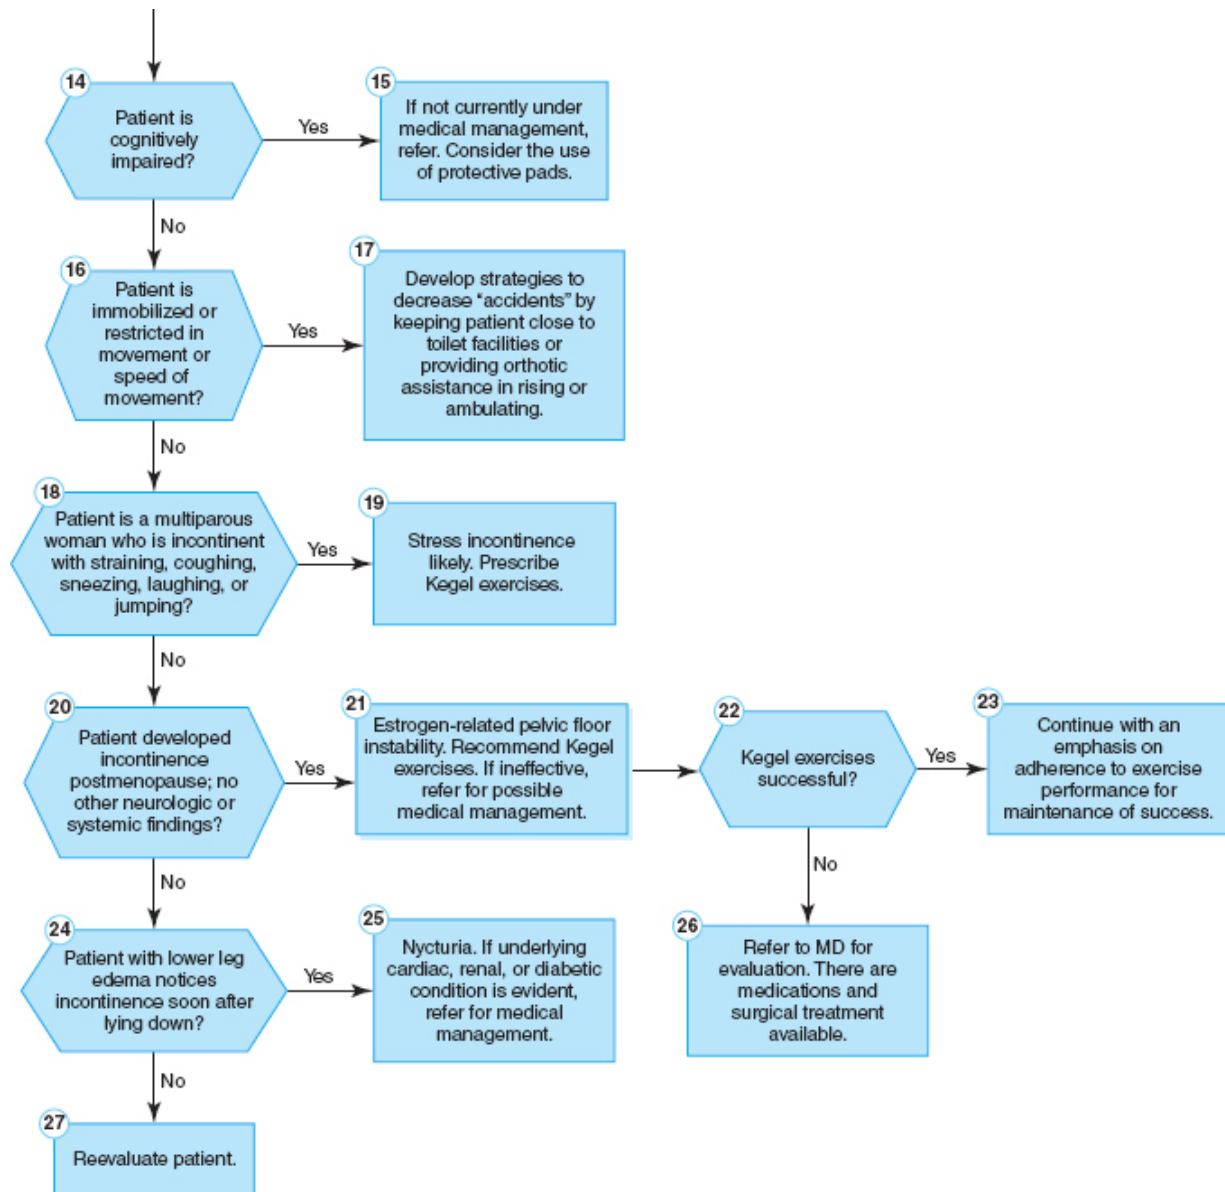 14
Patient is
cognitively
impaired?
Yes
15
If not currently under
medical management,
refer. Consider the use
of protective pads.
No
16
Patient is
immobilized or
restricted in
movement or
speed of
movement?
Yes
17
Develop strategies to
decrease "accidents" by
keeping patient close to
toilet facilities or
providing orthotic
assistance in rising or
ambulating.
No
18
Patient is a multiparous
woman who is incontinent
with straining, coughing,
sneezing, laughing, or
jumping?
Yes
19
Stress incontinence
likely. Prescribe
Kegel exercises.
No
20
Patient developed
incontinence
postmenopause; no
other neurologic or
systemic findings?
Yes
21
Estrogen-related pelvic floor
instability. Recommend Kegel
exercises. If ineffective,
refer for possible
medical management.
22
Kegel exercises
successful?
Yes
23
Continue with an
emphasis on
adherence to exercise
performance for
maintenance of success.
No
26
Refer to MD for
evaluation. There are
medications and
surgical treatment
available.
No
24
Patient with lower leg
edema notices
incontinence soon after
lying down?
Yes
25
Nycturia. If underlying
cardiac, renal, or diabetic
condition is evident,
refer for medical
management.
No
27
Reevaluate patient.